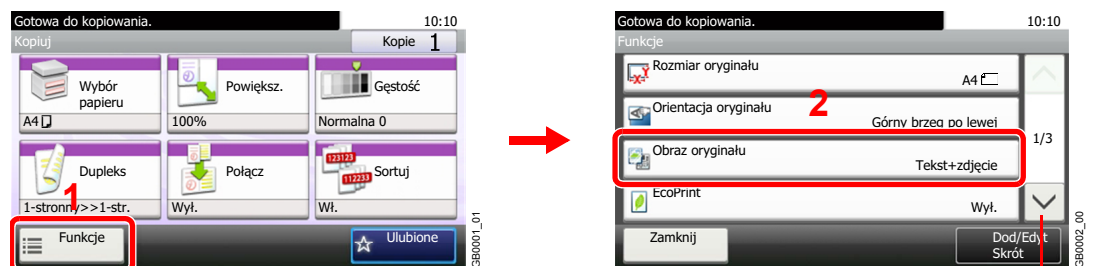 Gotowa do kopiowania.
10:10
Kopiuj
Kopie 1
Wybór
papieru
A4
Powiększ.
100%
Gęstość
Normalna 0
Dupleks
1-stronny>>1-str.
Połącz
Wył.
123123
112233
Sortuj
Wł.
1
Funkcje
Ulubione
GB0001_01
Gotowa do kopiowania.
10:10
Funkcje
Rozmiar oryginału
A4
2
Orientacja oryginału
Górny brzeg po lewej
Obraz oryginału
Tekst+zdjęcie
1/3
EcoPrint
Wył.
Zamknij
Dod/Edyt
Skrót
GB0002_00